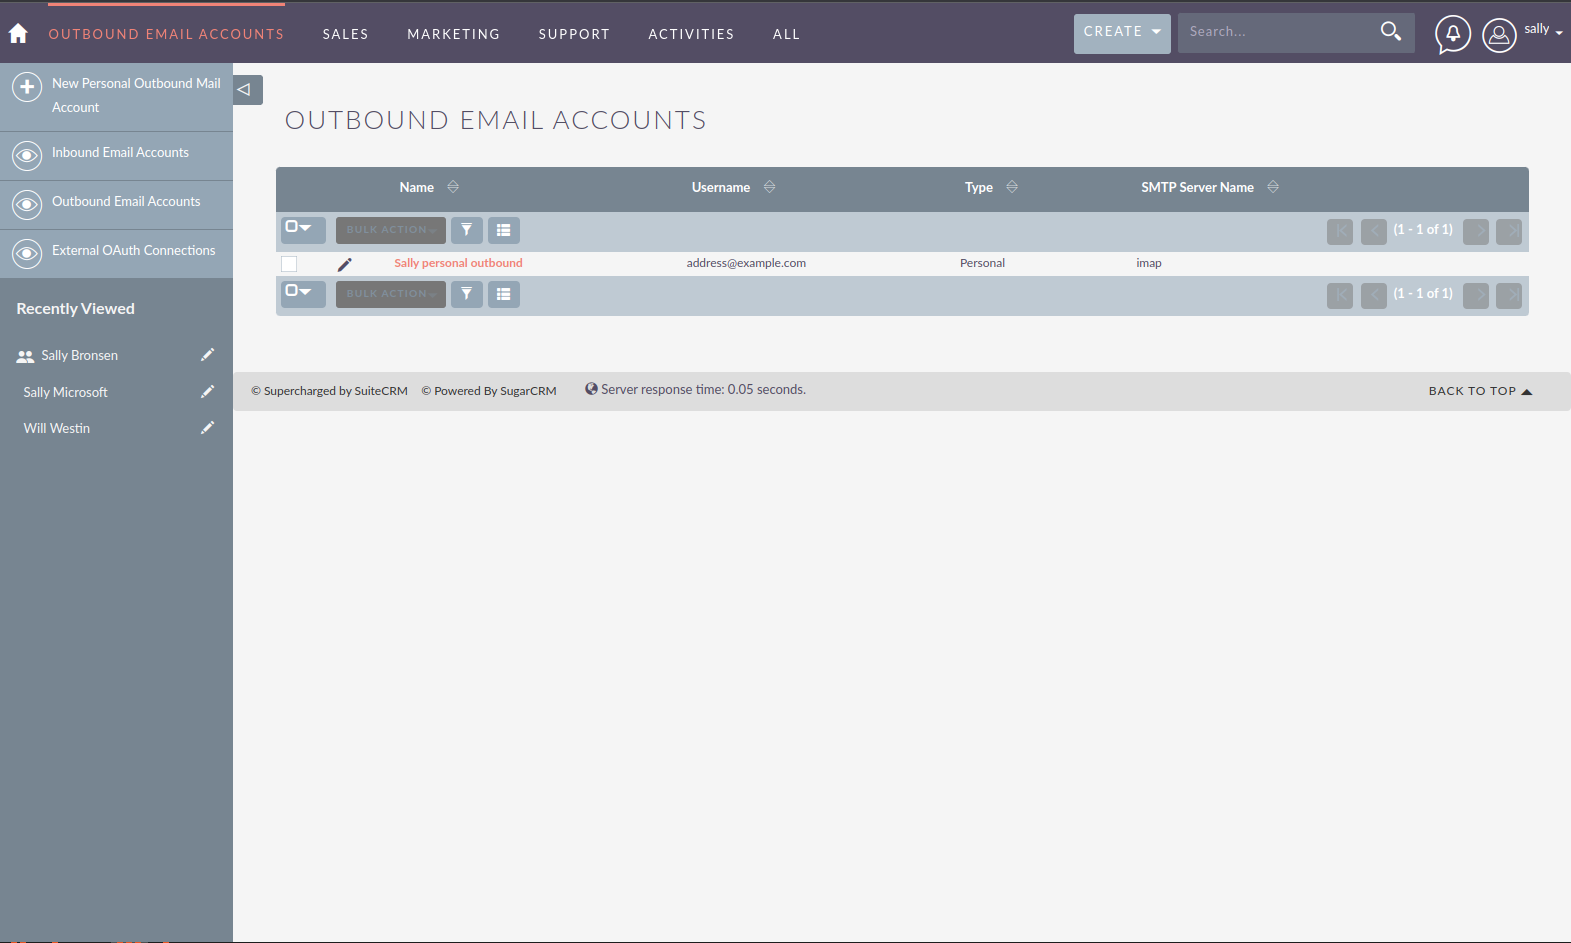 OUTBOUND EMAIL ACCOUNTS SALES MARKETING SUPPORT ACTIVITIES ALL CREATE Search... sally
New Personal Outbound Mail
Account
Inbound Email Accounts
Outbound Email Accounts
External OAuth Connections
Recently Viewed
Sally Bronsen
Sally Microsoft
Will Westin
OUTBOUND EMAIL ACCOUNTS
Name Username Type SMTP Server Name
BULK ACTION (1 - 1 of 1)
Sally personal outbound address@example.com Personal imap
BULK ACTION (1 - 1 of 1)
© Supercharged by SuiteCRM © Powered By SugarCRM Server response time: 0.05 seconds. BACK TO TOP